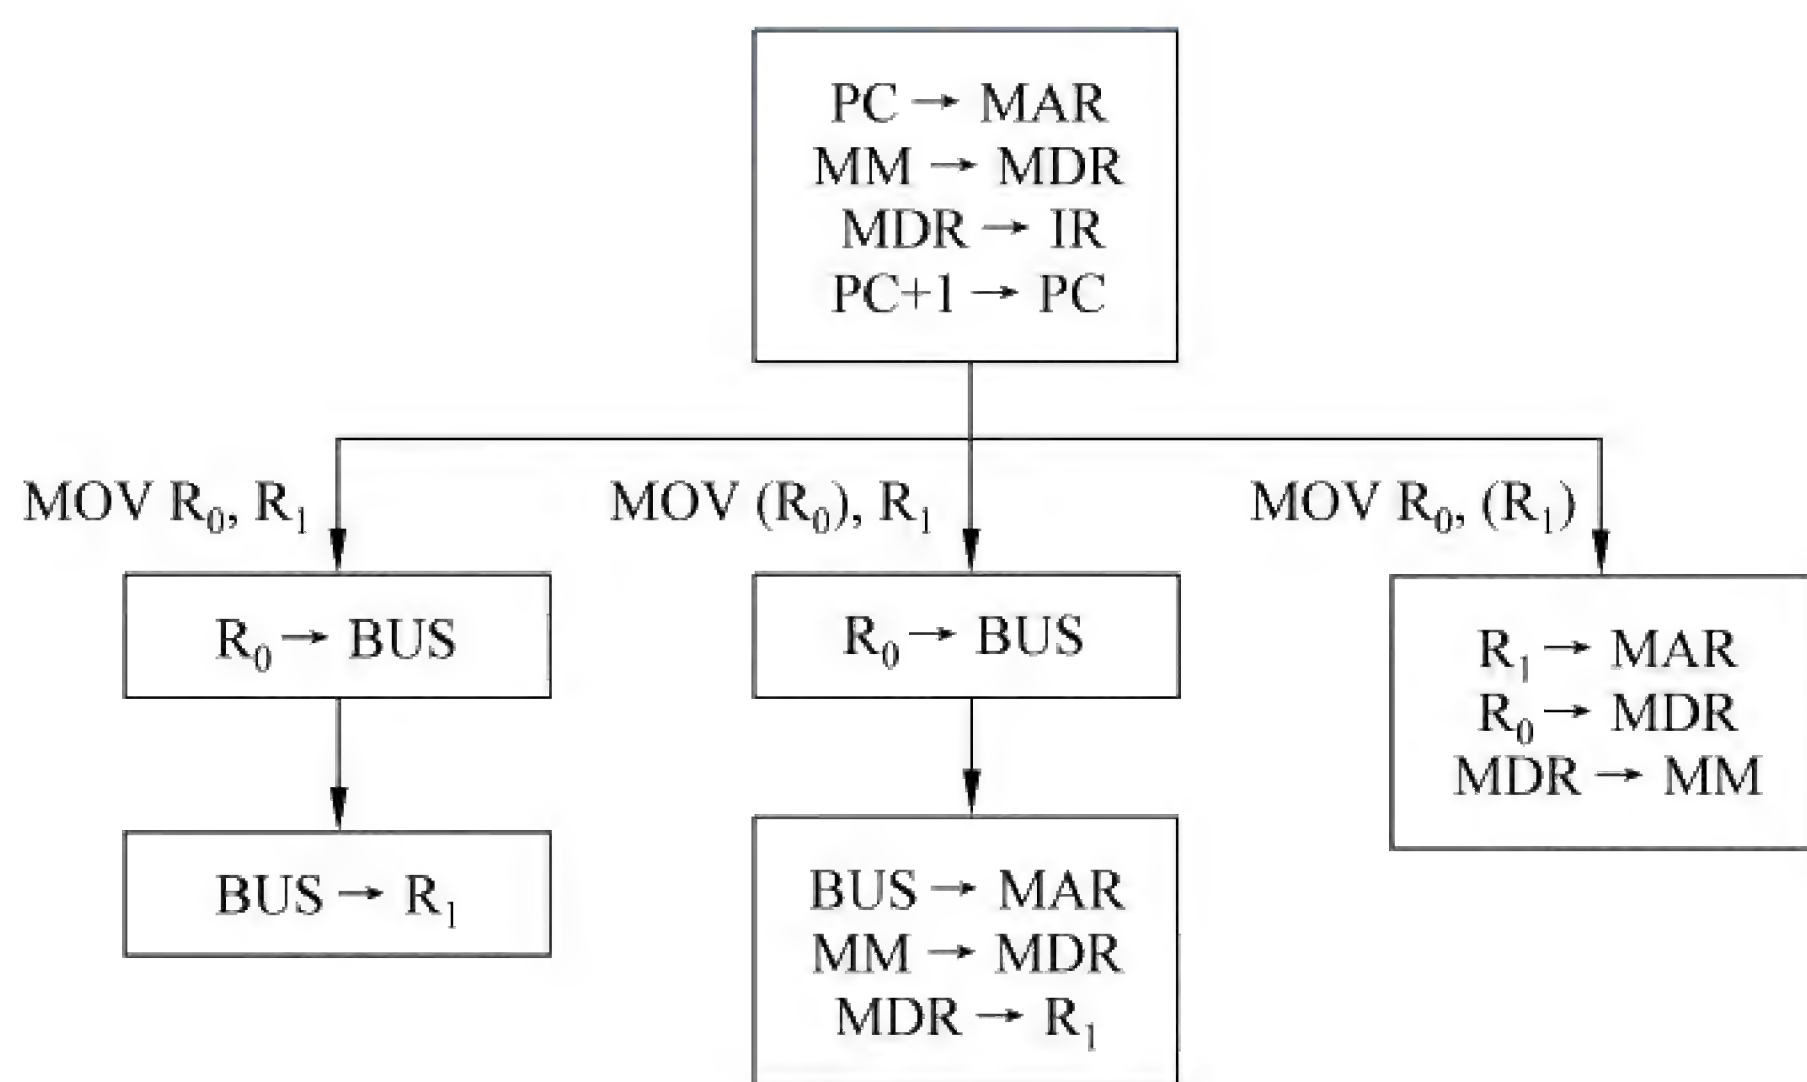 PC → MAR
MM → MDR
MDR → IR
PC+1 → PC
MOV R₀, R₁
MOV (R₀), R₁
MOV R₀, (R₁)
R₀ → BUS
R₀ → BUS
R₁ → MAR
R₀ → MDR
MDR → MM
BUS → R₁
BUS → MAR
MM → MDR
MDR → R₁